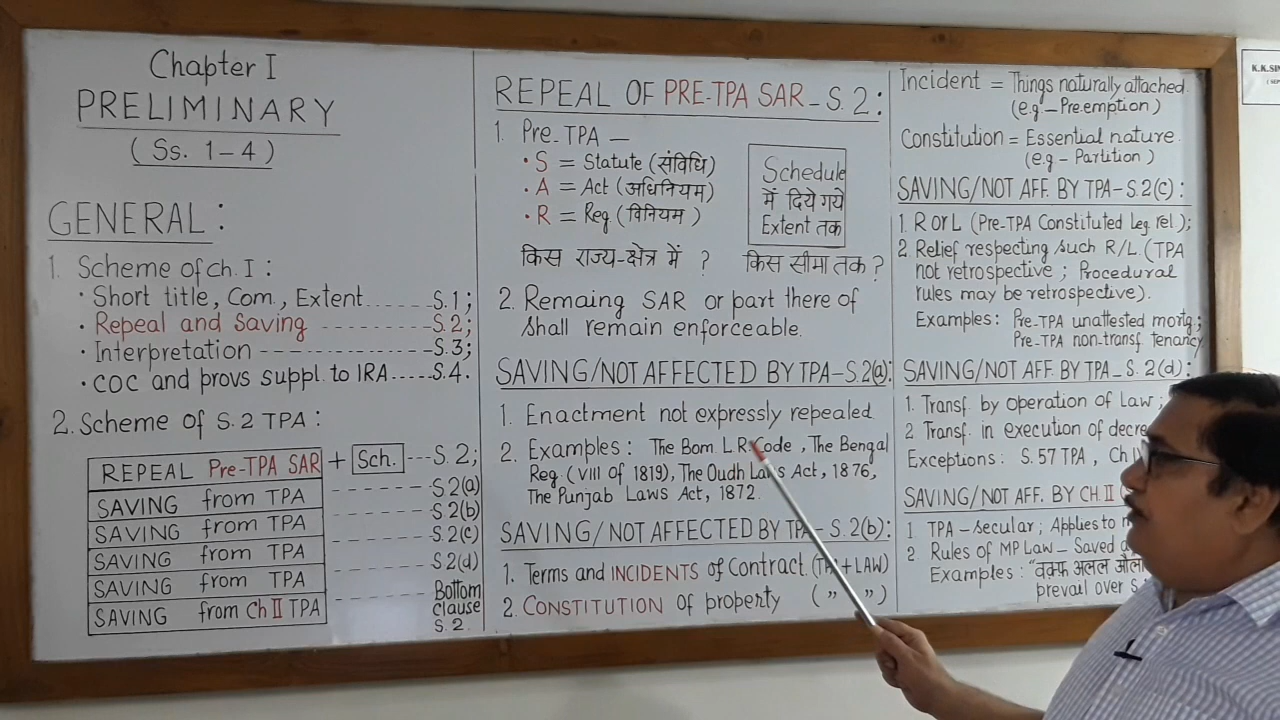 Chapter I
PRELIMINARY
(Ss. 1-4)
GENERAL:
1. Scheme of ch. I:
• Short title, Com., Extent......S.1;
• Repeal and Saving ---------S.2;
• Interpretation -------------S.3;
• COC and provs suppl. to IRA.....S.4.
2. Scheme of S.2 TPA:
REPEAL Pre-TPA SAR + Sch. ---S. 2;
SAVING from TPA ------S2(a)
SAVING from TPA ------S.2(b)
SAVING from TPA ------S.2(c)
SAVING from TPA ------S.2(d)
SAVING from Ch II TPA ------Bottom
clause
S.2.
REPEAL OF PRE-TPA SAR-S.2:
1. Pre-TPA —
• S = Statute (संविधि)
• A = Act (अधिनियम)
• R = Reg (विनियम)
Schedule
में दिये गये
Extent तक
किस राज्य-क्षेत्र में ? किस सीमा तक ?
2. Remaing SAR or part there of
shall remain enforceable.
SAVING/NOT AFFECTED BY TPA-S.2(a):
1. Enactment not expressly repealed
2. Examples: The Bom L.R. Code, The Bengal
Reg. (VIII of 1819), The Oudh Laws Act, 1876,
The Punjab Laws Act, 1872.
SAVING/NOT AFFECTED BY TPA-S.2(b):
1. Terms and INCIDENTS of Contract. (TPA+LAW)
2. CONSTITUTION of property ( " " )
Incident = Things naturally attached.
(e.g-Pre.emption)
Constitution = Essential nature.
(e.g-Partition)
SAVING/NOT AFF. BY TPA-S.2(c):
1. R or L (Pre-TPA Constituted Leg. rel.);
2. Relief respecting such R/L (TPA
not retrospective; Procedural
rules may be retrospective).
Examples: Pre-TPA unattested mortg.;
Pre-TPA non-transf. Tenancy
SAVING/NOT AFF. BY TPA-S.2(d):
1. Transf. by operation of Law;
2 Transf. in execution of decre
Exceptions: S.57 TPA, Ch
SAVING/NOT AFF. BY CH. II
1 TPA-secular; Applies to
2 Rules of MP Law-Saved
Examples: "वक़्फ़ अलल औला
prevail over S.
K.K.SIN